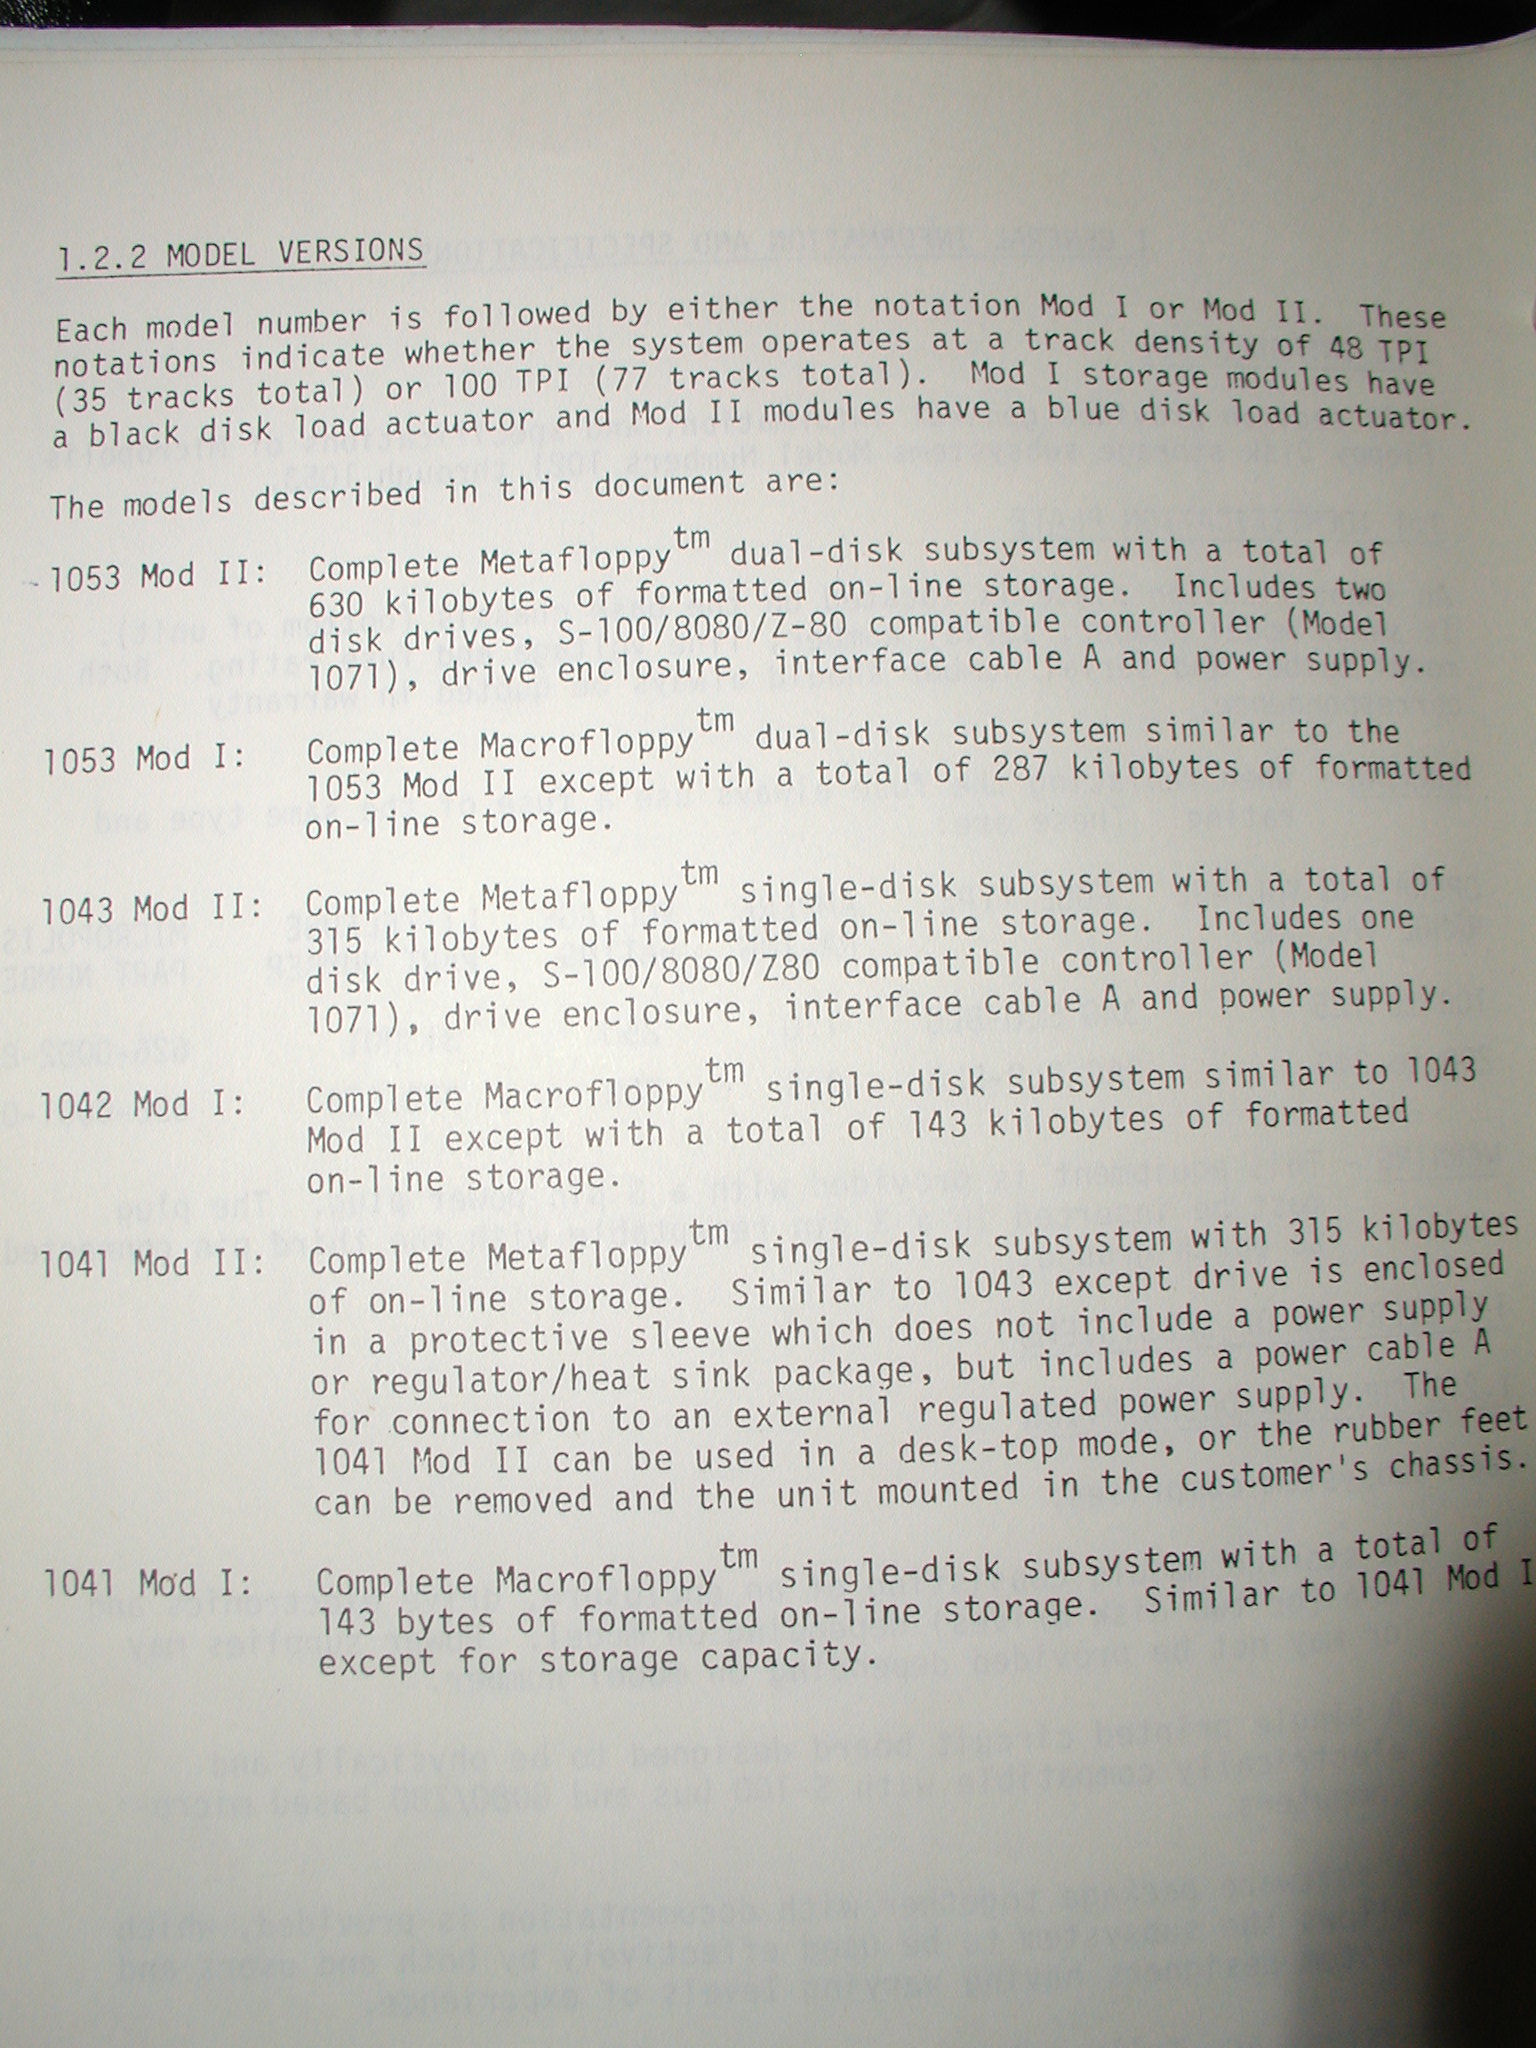 1.2.2 MODEL VERSIONS
Each model number is followed by either the notation Mod I or Mod II. These
notations indicate whether the system operates at a track density of 48 TPI
(35 tracks total) or 100 TPI (77 tracks total). Mod I storage modules have
a black disk load actuator and Mod II modules have a blue disk load actuator.
The models described in this document are:
1053 Mod II: Complete Metafloppytm dual-disk subsystem with a total of
630 kilobytes of formatted on-line storage. Includes two
disk drives, S-100/8080/Z-80 compatible controller (Model
1071), drive enclosure, interface cable A and power supply.
1053 Mod I: Complete Macrofloppytm dual-disk subsystem similar to the
1053 Mod II except with a total of 287 kilobytes of formatted
on-line storage.
1043 Mod II: Complete Metafloppytm single-disk subsystem with a total of
315 kilobytes of formatted on-line storage. Includes one
disk drive, S-100/8080/Z80 compatible controller (Model
1071), drive enclosure, interface cable A and power supply.
1042 Mod I: Complete Macrofloppytm single-disk subsystem similar to 1043
Mod II except with a total of 143 kilobytes of formatted
on-line storage.
1041 Mod II: Complete Metafloppytm single-disk subsystem with 315 kilobytes
of on-line storage. Similar to 1043 except drive is enclosed
in a protective sleeve which does not include a power supply
or regulator/heat sink package, but includes a power cable A
for connection to an external regulated power supply. The
1041 Mod II can be used in a desk-top mode, or the rubber feet
can be removed and the unit mounted in the customer's chassis.
1041 Mod I: Complete Macrofloppytm single-disk subsystem with a total of
143 bytes of formatted on-line storage. Similar to 1041 Mod I
except for storage capacity.